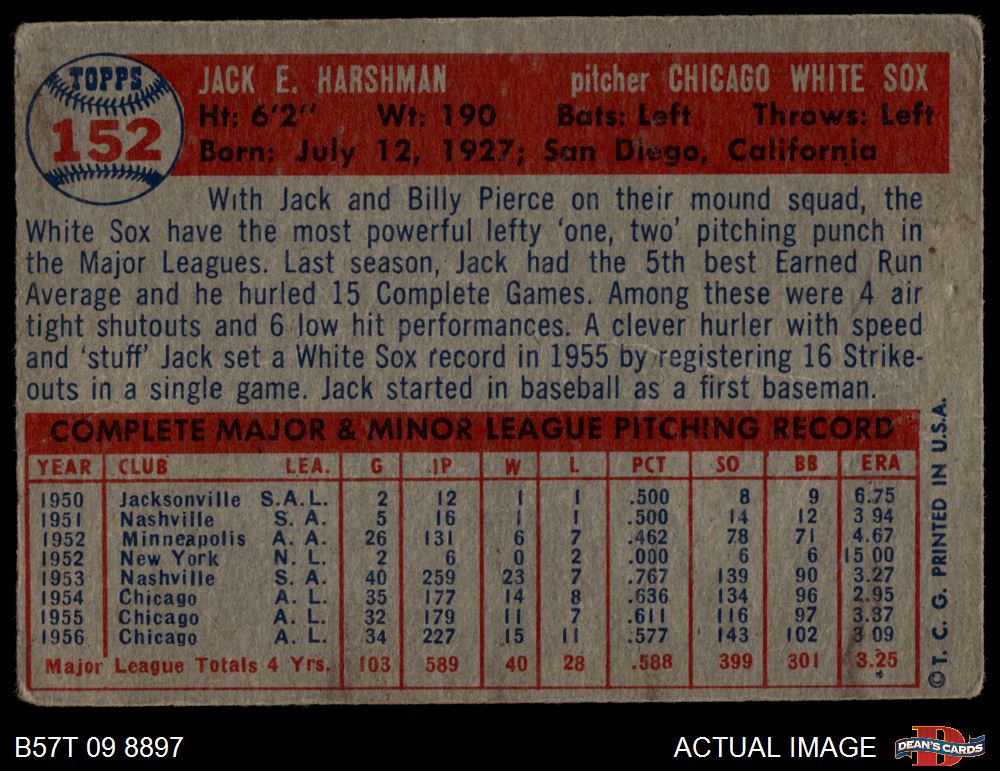 TOPPS
152
JACK E. HARSHMAN pitcher CHICAGO WHITE SOX
Ht: 6'2" Wt: 190 Bats: Left Throws: Left
Born: July 12, 1927; San Diego, California
With Jack and Billy Pierce on their mound squad, the
White Sox have the most powerful lefty 'one, two' pitching punch in
the Major Leagues. Last season, Jack had the 5th best Earned Run
Average and he hurled 15 Complete Games. Among these were 4 air
tight shutouts and 6 low hit performances. A clever hurler with speed
and 'stuff' Jack set a White Sox record in 1955 by registering 16 Strike-
outs in a single game. Jack started in baseball as a first baseman.
COMPLETE MAJOR & MINOR LEAGUE PITCHING RECORD
YEAR CLUB LEA. G IP W L PCT SO BB ERA
1950 Jacksonville S.A.L. 2 12 1 1 .500 8 9 6.75
1951 Nashville S. A. 5 16 1 1 .500 14 12 3.94
1952 Minneapolis A. A. 26 131 6 7 .462 78 71 4.67
1952 New York N. L. 2 6 0 2 .000 6 6 15.00
1953 Nashville S. A. 40 259 23 7 .767 139 90 3.27
1954 Chicago A. L. 35 177 14 8 .636 134 96 2.95
1955 Chicago A. L. 32 179 11 7 .611 116 97 3.37
1956 Chicago A. L. 34 227 15 11 .577 143 102 3.09
Major League Totals 4 Yrs. 103 589 40 28 .588 399 301 3.25
© T. C. G. PRINTED IN U.S.A.
B57T 09 8897 ACTUAL IMAGE
DEAN'S CARDS